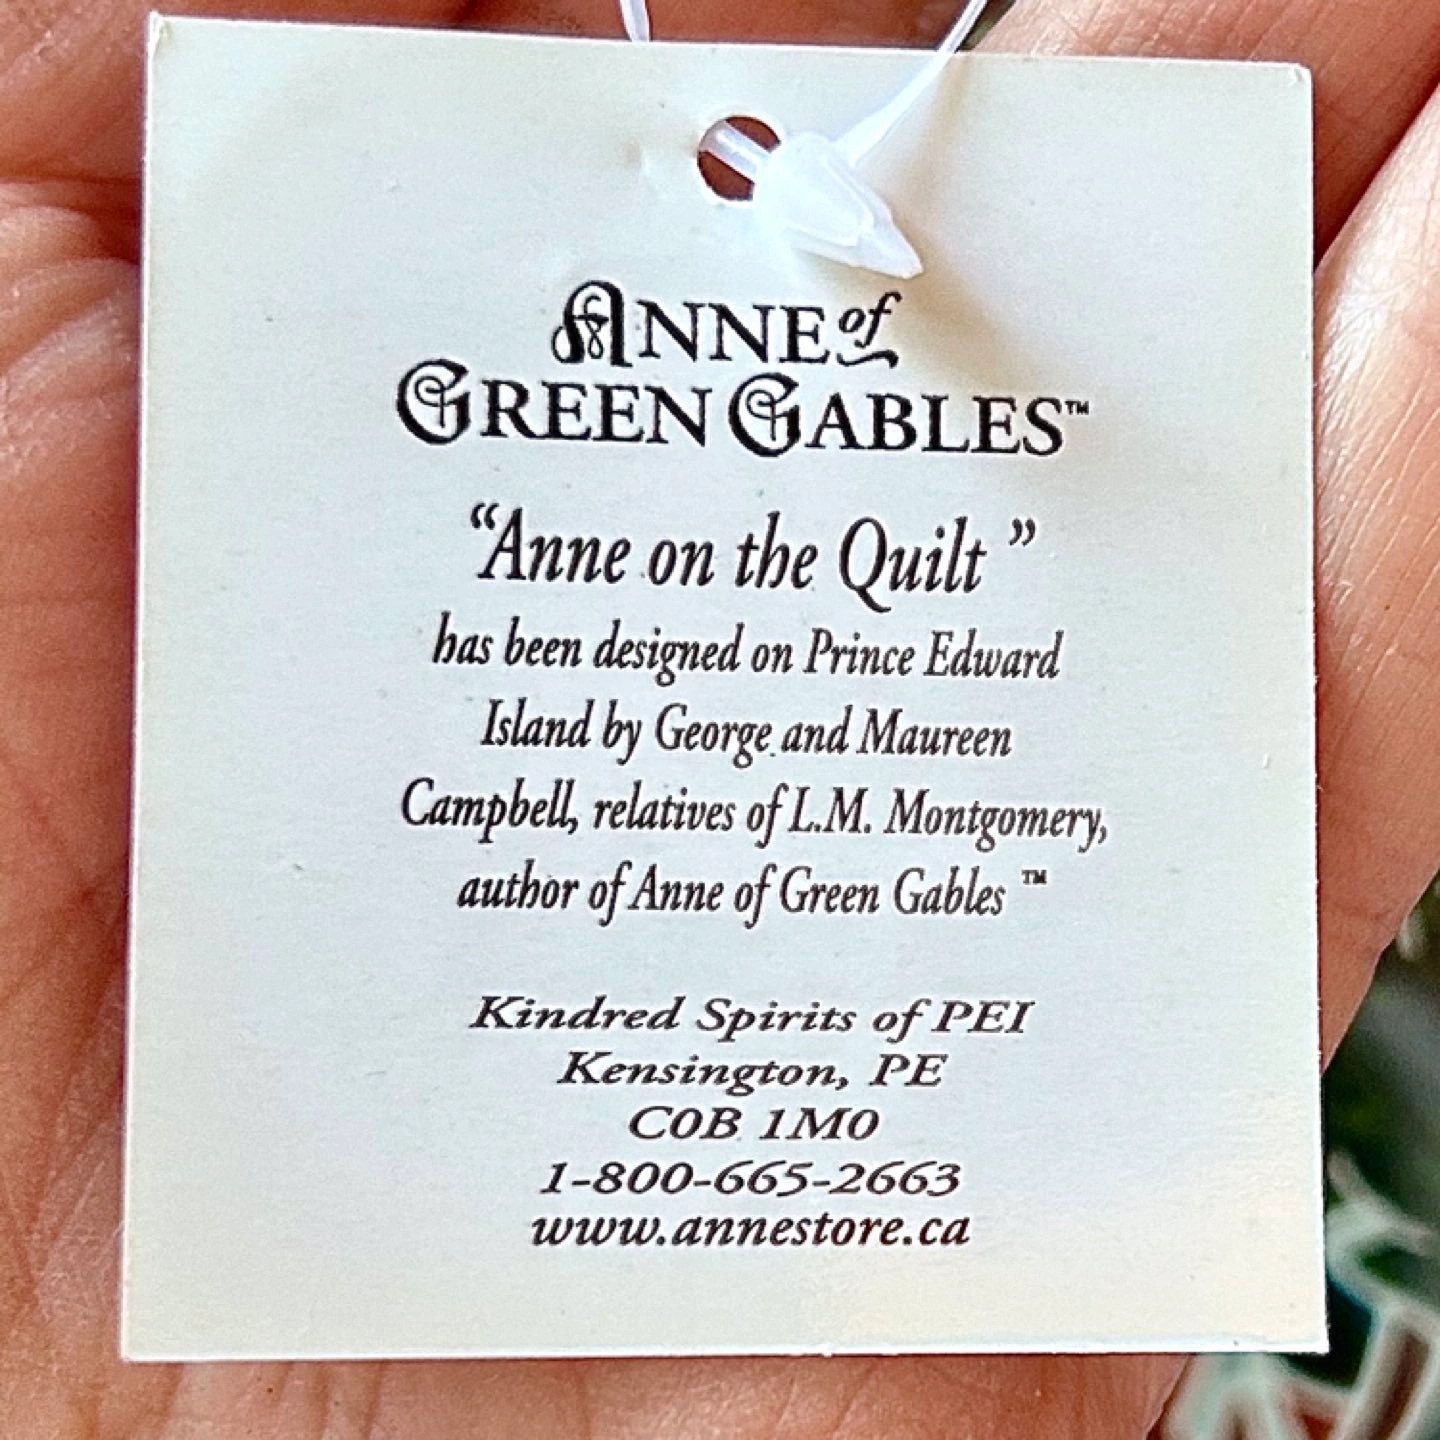 ANNE of
GREEN GABLES™
“Anne on the Quilt ”
has been designed on Prince Edward
Island by George and Maureen
Campbell, relatives of L.M. Montgomery,
author of Anne of Green Gables ™
Kindred Spirits of PEI
Kensington, PE
C0B 1M0
1-800-665-2663
www.annestore.ca